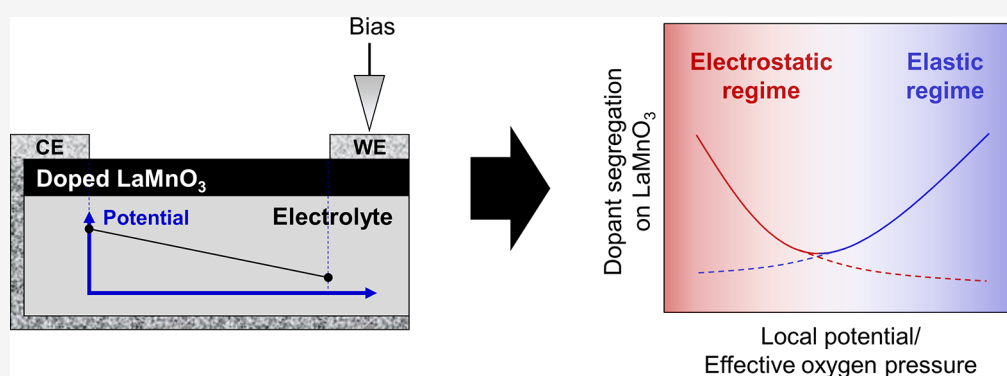 Bias
CE
WE
Doped LaMnO₃
Potential
Electrolyte
Dopant segregation
on LaMnO₃
Electrostatic
regime
Elastic
regime
Local potential/
Effective oxygen pressure